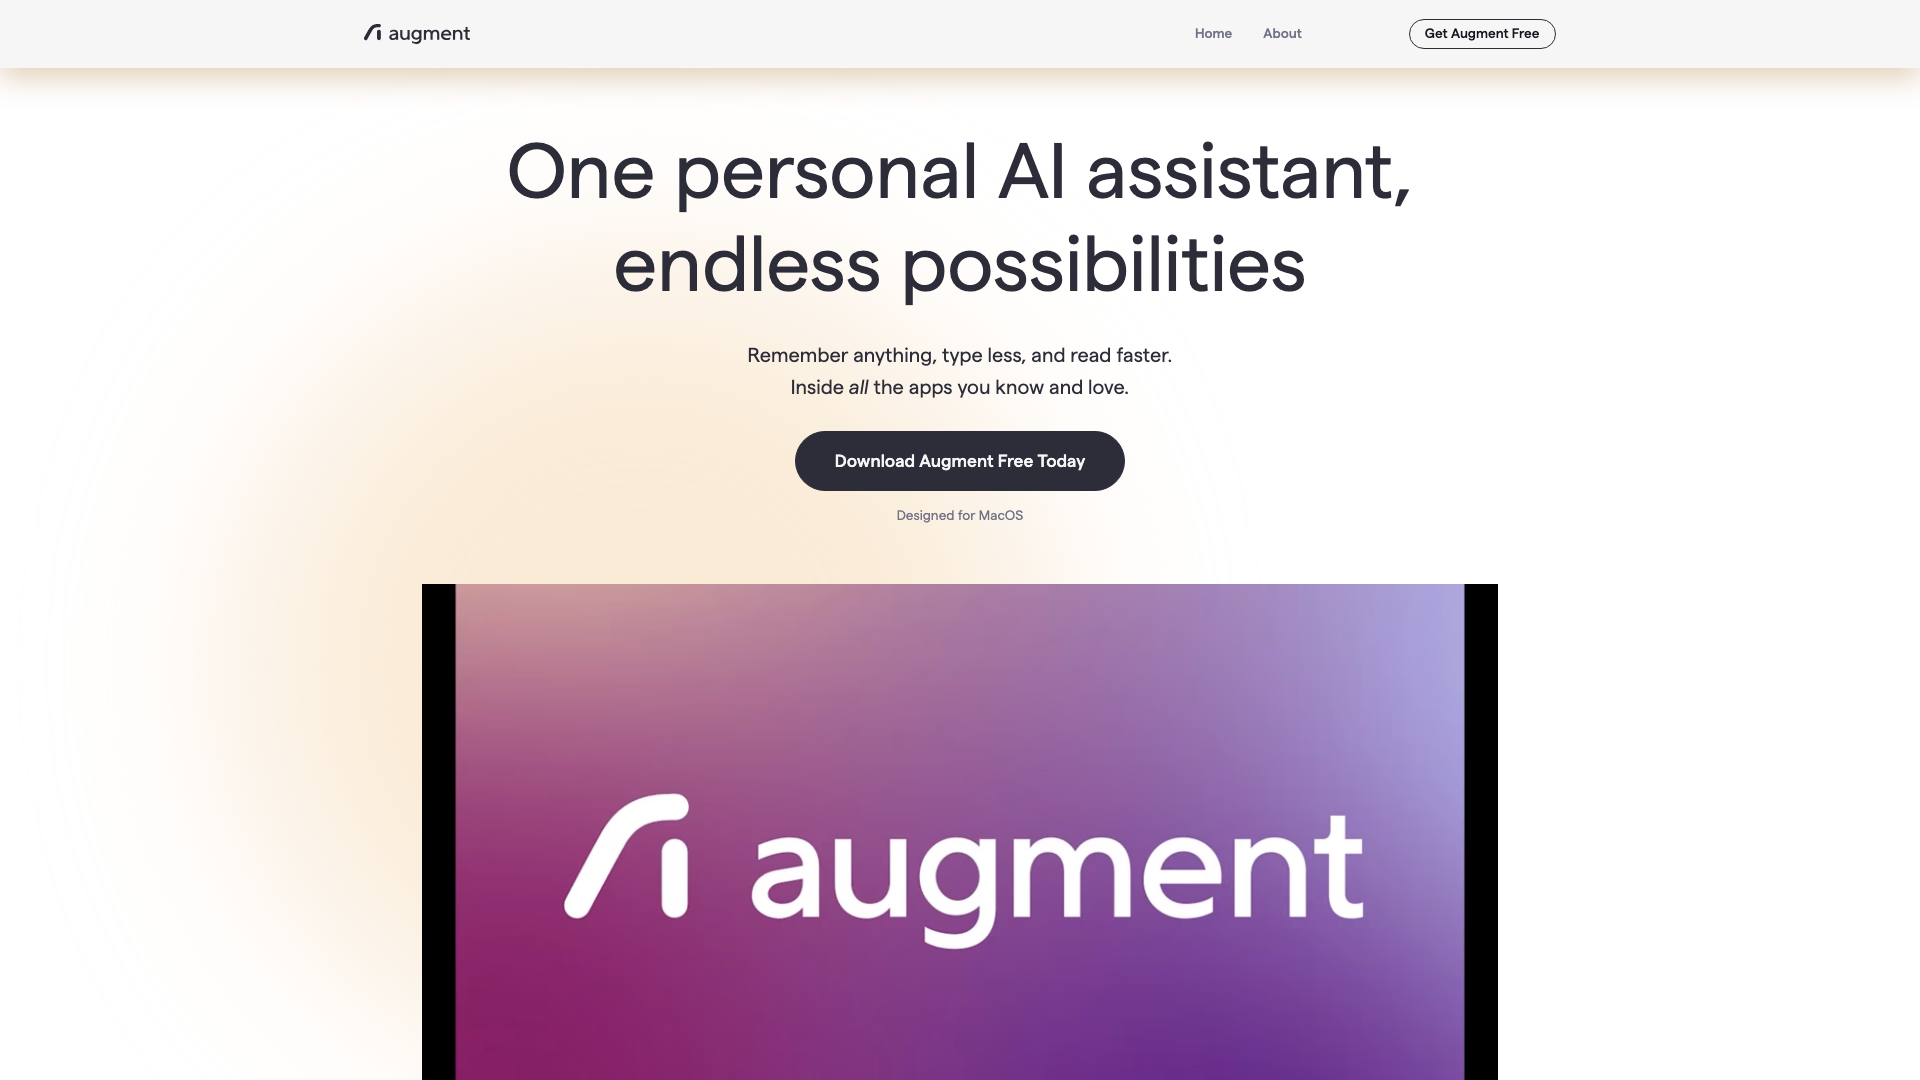 augment
Home
About
Get Augment Free
One personal AI assistant,
endless possibilities
Remember anything, type less, and read faster.
Inside all the apps you know and love.
Download Augment Free Today
Designed for MacOS
augment